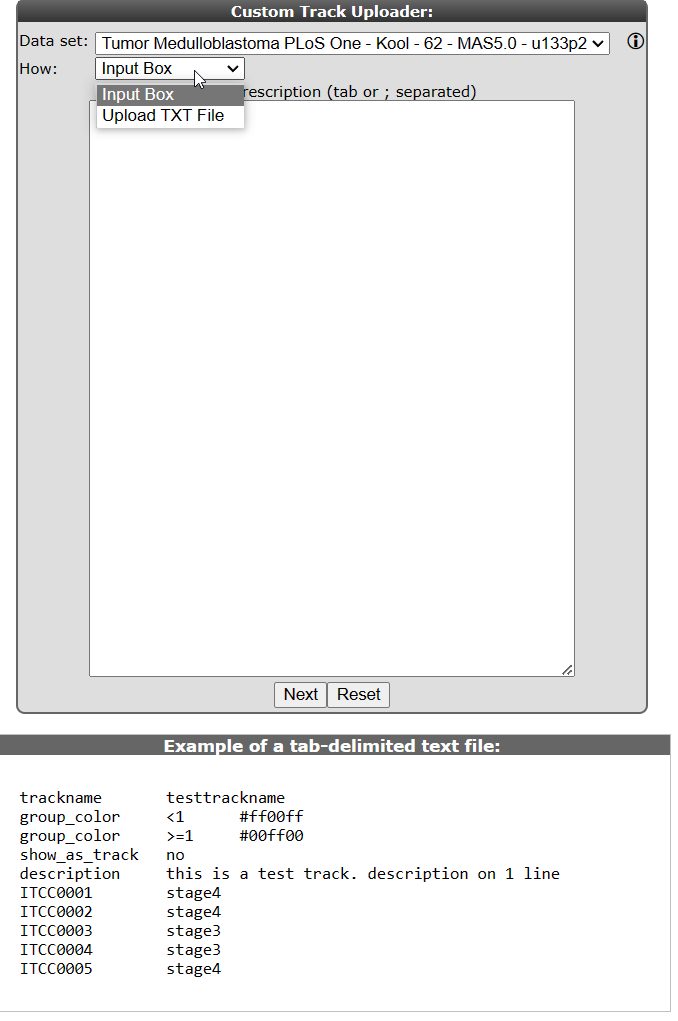 Custom Track Uploader:
Data set: Tumor Medulloblastoma PLoS One - Kool - 62 - MAS5.0 - u133p2
How: Input Box
Input Box
rescription (tab or ; separated)
Upload TXT File
Next Reset
Example of a tab-delimited text file:
trackname testtrackname
group_color <1 #ff00ff
group_color >=1 #00ff00
show_as_track no
description this is a test track. description on 1 line
ITCC0001 stage4
ITCC0002 stage4
ITCC0003 stage3
ITCC0004 stage3
ITCC0005 stage4